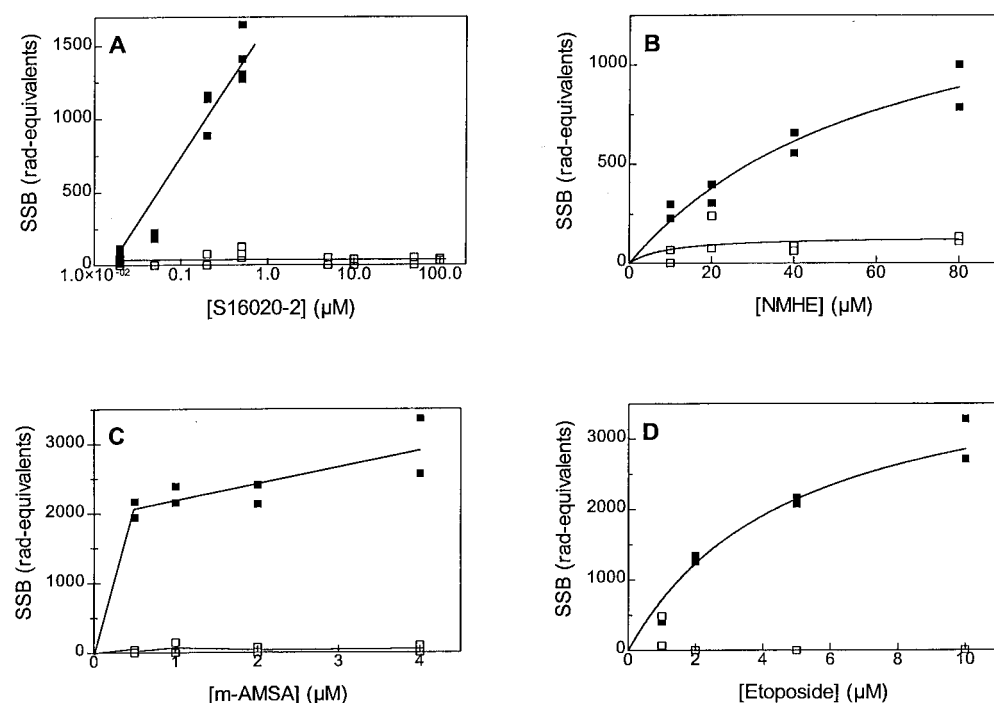 A
SSB (rad-equivalents)
1500
1000
500
0
1.0×10⁻⁰² 0.1 1.0 10.0 100.0
[S16020-2] (µM)
B
SSB (rad-equivalents)
1000
500
0
0 20 40 60 80
[NMHE] (µM)
C
SSB (rad-equivalents)
3000
2000
1000
0
0 1 2 3 4
[m-AMSA] (µM)
D
SSB (rad-equivalents)
3000
2000
1000
0
0 2 4 6 8 10
[Etoposide] (µM)